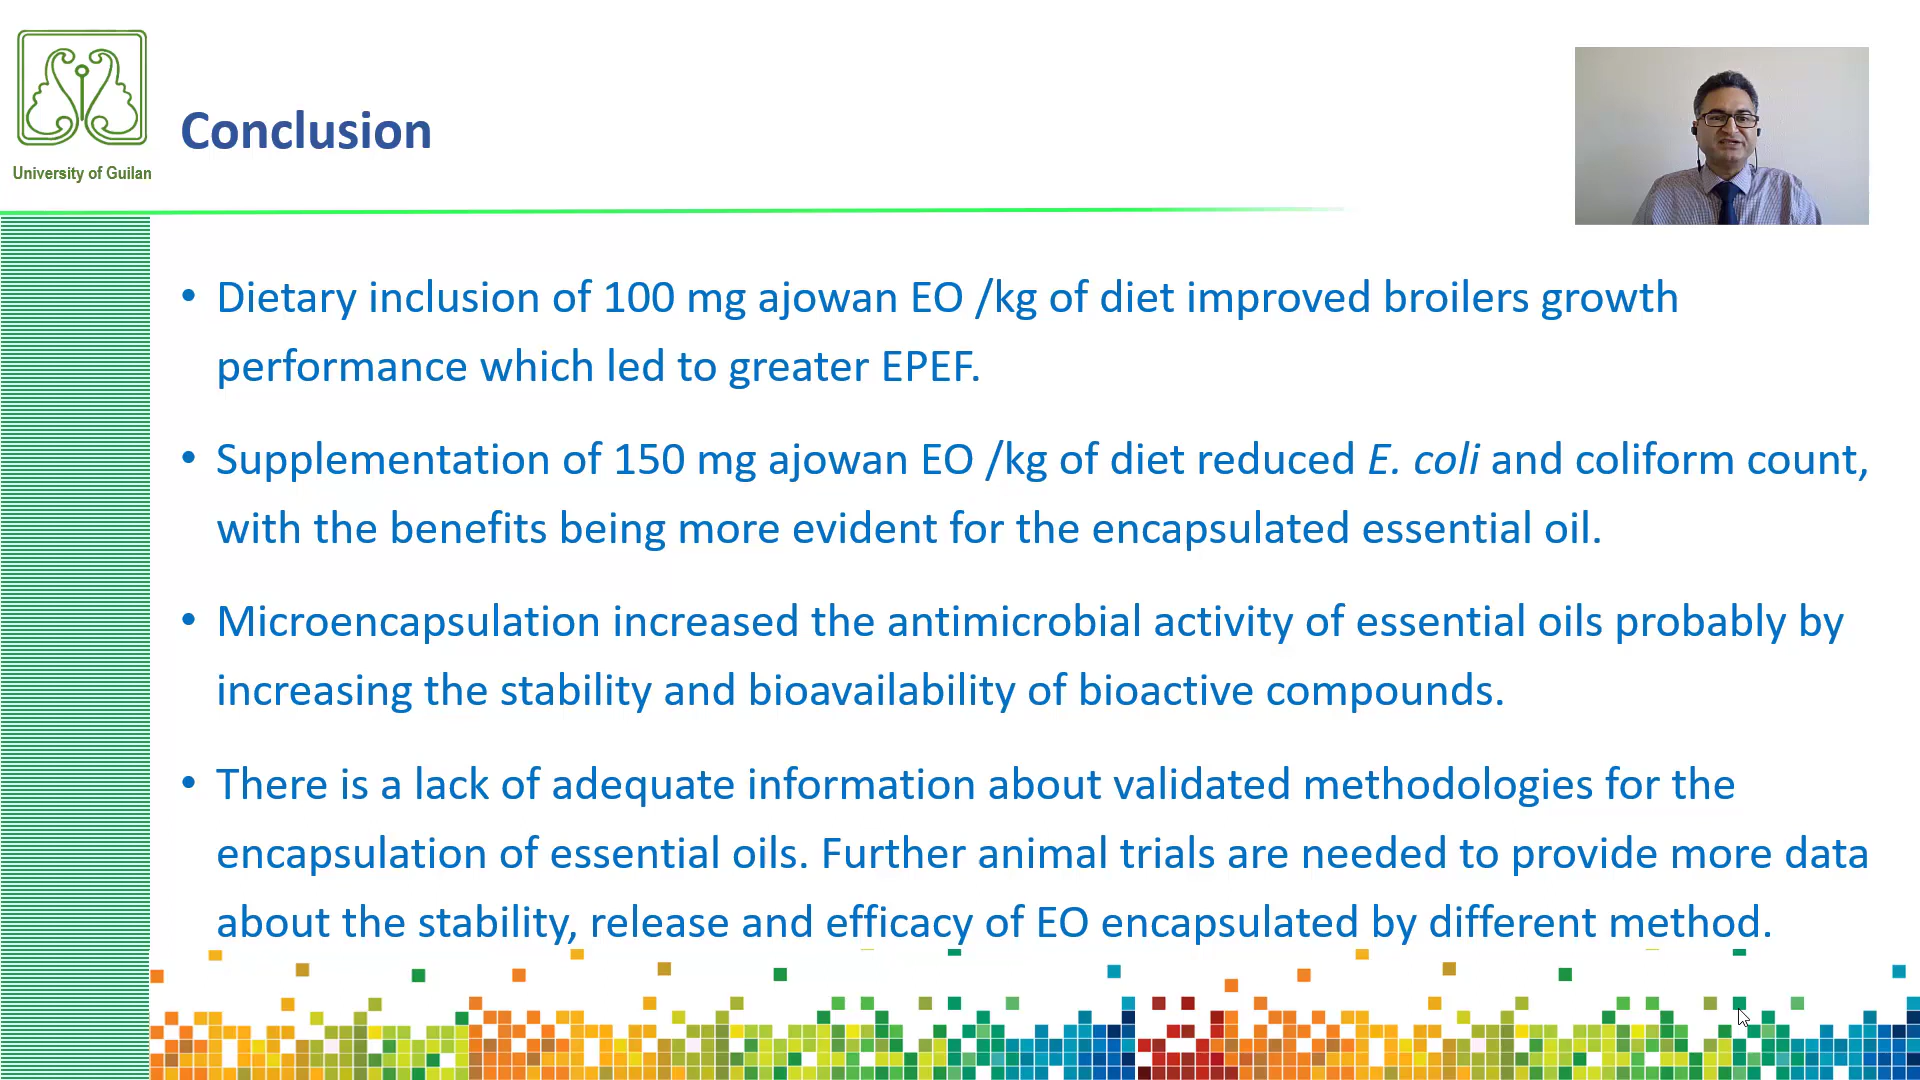 University of Guilan
Conclusion
• Dietary inclusion of 100 mg ajowan EO /kg of diet improved broilers growth
performance which led to greater EPEF.
• Supplementation of 150 mg ajowan EO /kg of diet reduced E. coli and coliform count,
with the benefits being more evident for the encapsulated essential oil.
• Microencapsulation increased the antimicrobial activity of essential oils probably by
increasing the stability and bioavailability of bioactive compounds.
• There is a lack of adequate information about validated methodologies for the
encapsulation of essential oils. Further animal trials are needed to provide more data
about the stability, release and efficacy of EO encapsulated by different method.